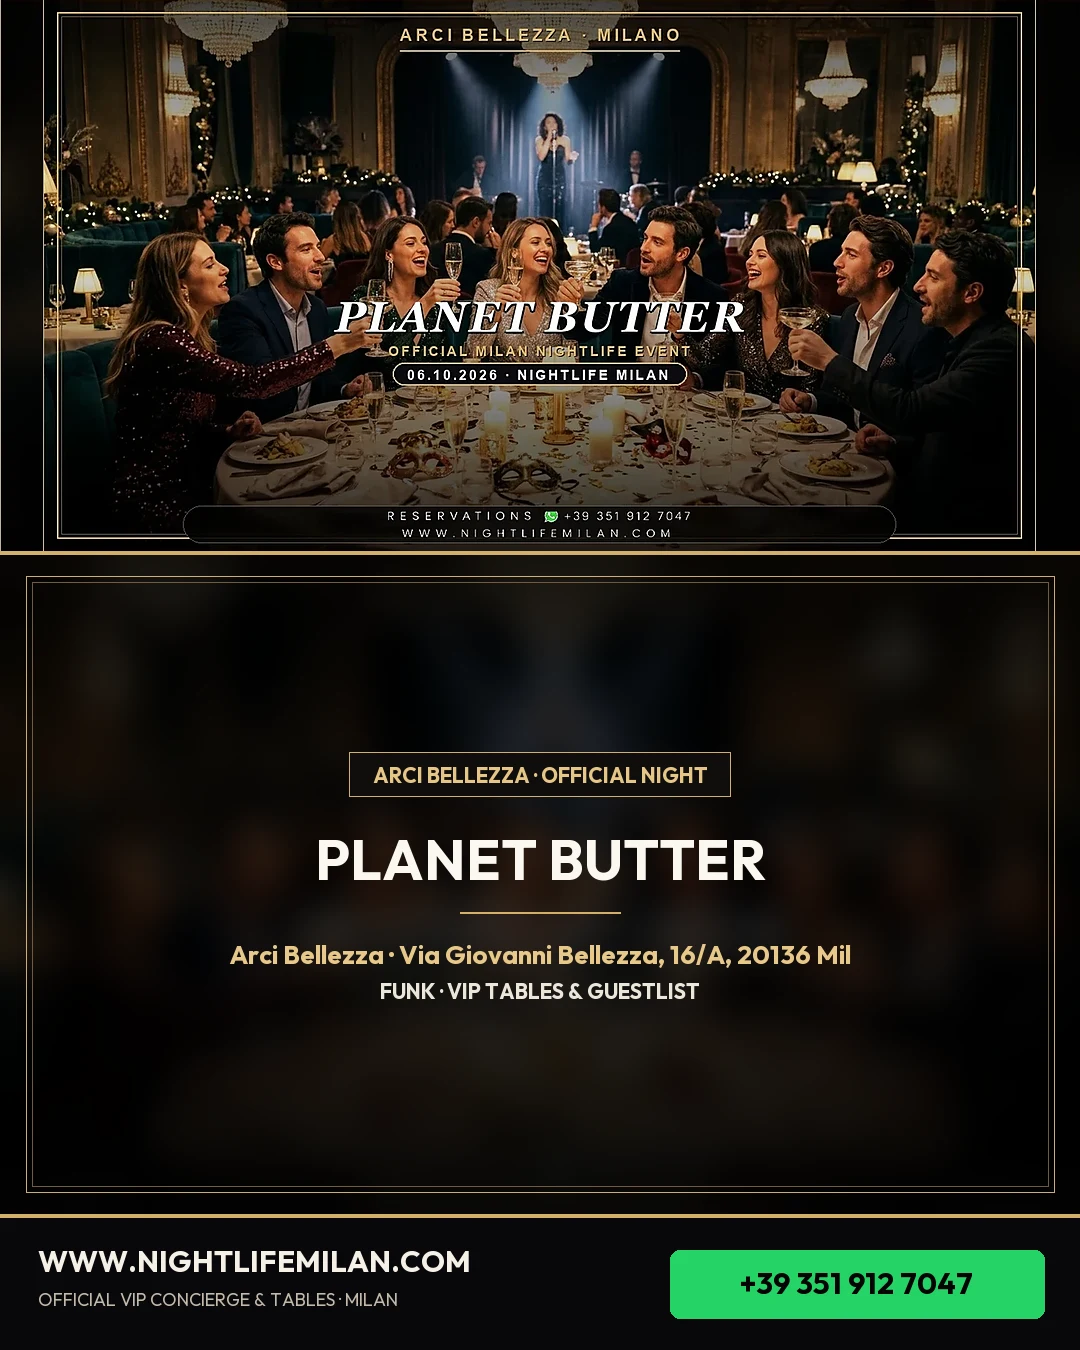 ARCI BELLEZZA · MILANO
PLANET BUTTER
OFFICIAL MILAN NIGHTLIFE EVENT
06.10.2026 · NIGHTLIFE MILAN
RESERVATIONS +39 351 912 7047
WWW.NIGHTLIFEMILAN.COM
ARCI BELLEZZA · OFFICIAL NIGHT
PLANET BUTTER
Arci Bellezza · Via Giovanni Bellezza, 16/A, 20136 Mil
FUNK · VIP TABLES & GUESTLIST
WWW.NIGHTLIFEMILAN.COM
OFFICIAL VIP CONCIERGE & TABLES · MILAN
+39 351 912 7047